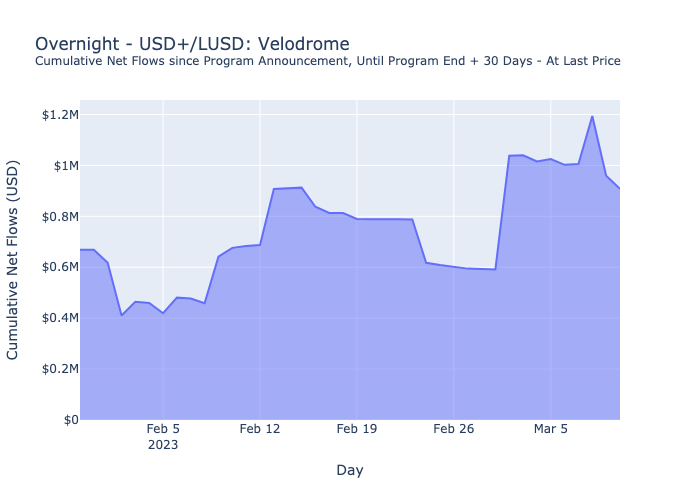 Overnight - USD+/LUSD: Velodrome
Cumulative Net Flows since Program Announcement, Until Program End + 30 Days - At Last Price
Cumulative Net Flows (USD)
$1.2M
$1M
$0.8M
$0.6M
$0.4M
$0.2M
$0
Feb 5
2023
Feb 12
Feb 19
Feb 26
Mar 5
Day